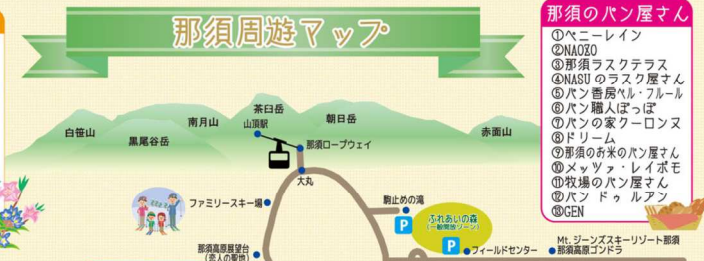 那須周遊マップ
那須のパン屋さん
①ペニーレイン
②NAOZO
③那須ラスクテラス
④NASUのラスク屋さん
⑤パン香房ベル・フルール
⑥パン職人ぽっぽ
⑦パンの家クーロンヌ
⑧ドリーム
⑨那須のお米のパン屋さん
⑩メッツァ・レイポモ
⑪牧場のパン屋さん
⑫パン ドゥ ルアン
⑬GEN
白笹山
黒尾谷岳
南月山
茶臼岳
山頂駅
朝日岳
赤面山
那須ロープウェイ
大丸
ファミリースキー場
駒止めの滝
P
ふれあいの森
(一般開放ゾーン)
P
フィールドセンター
那須高原展望台
(恋人の聖地)
Mt.ジーンズスキーリゾート那須
那須高原ゴンドラ